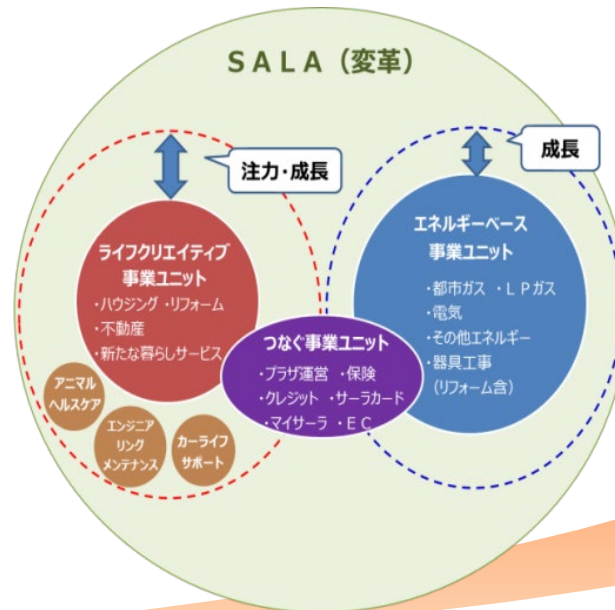 SALA（変革）
注力・成長
成長
ライフクリエイティブ
事業ユニット
・ハウジング ・リフォーム
・不動産
・新たな暮らしサービス
エネルギーベース
事業ユニット
・都市ガス ・ＬＰガス
・電気
・その他エネルギー
・器具工事
（リフォーム含）
つなぐ事業ユニット
・プラザ運営 ・保険
・クレジット ・サーラカード
・マイサーラ ・ＥＣ
アニマル
ヘルスケア
エンジニア
リング
メンテナンス
カーライフ
サポート